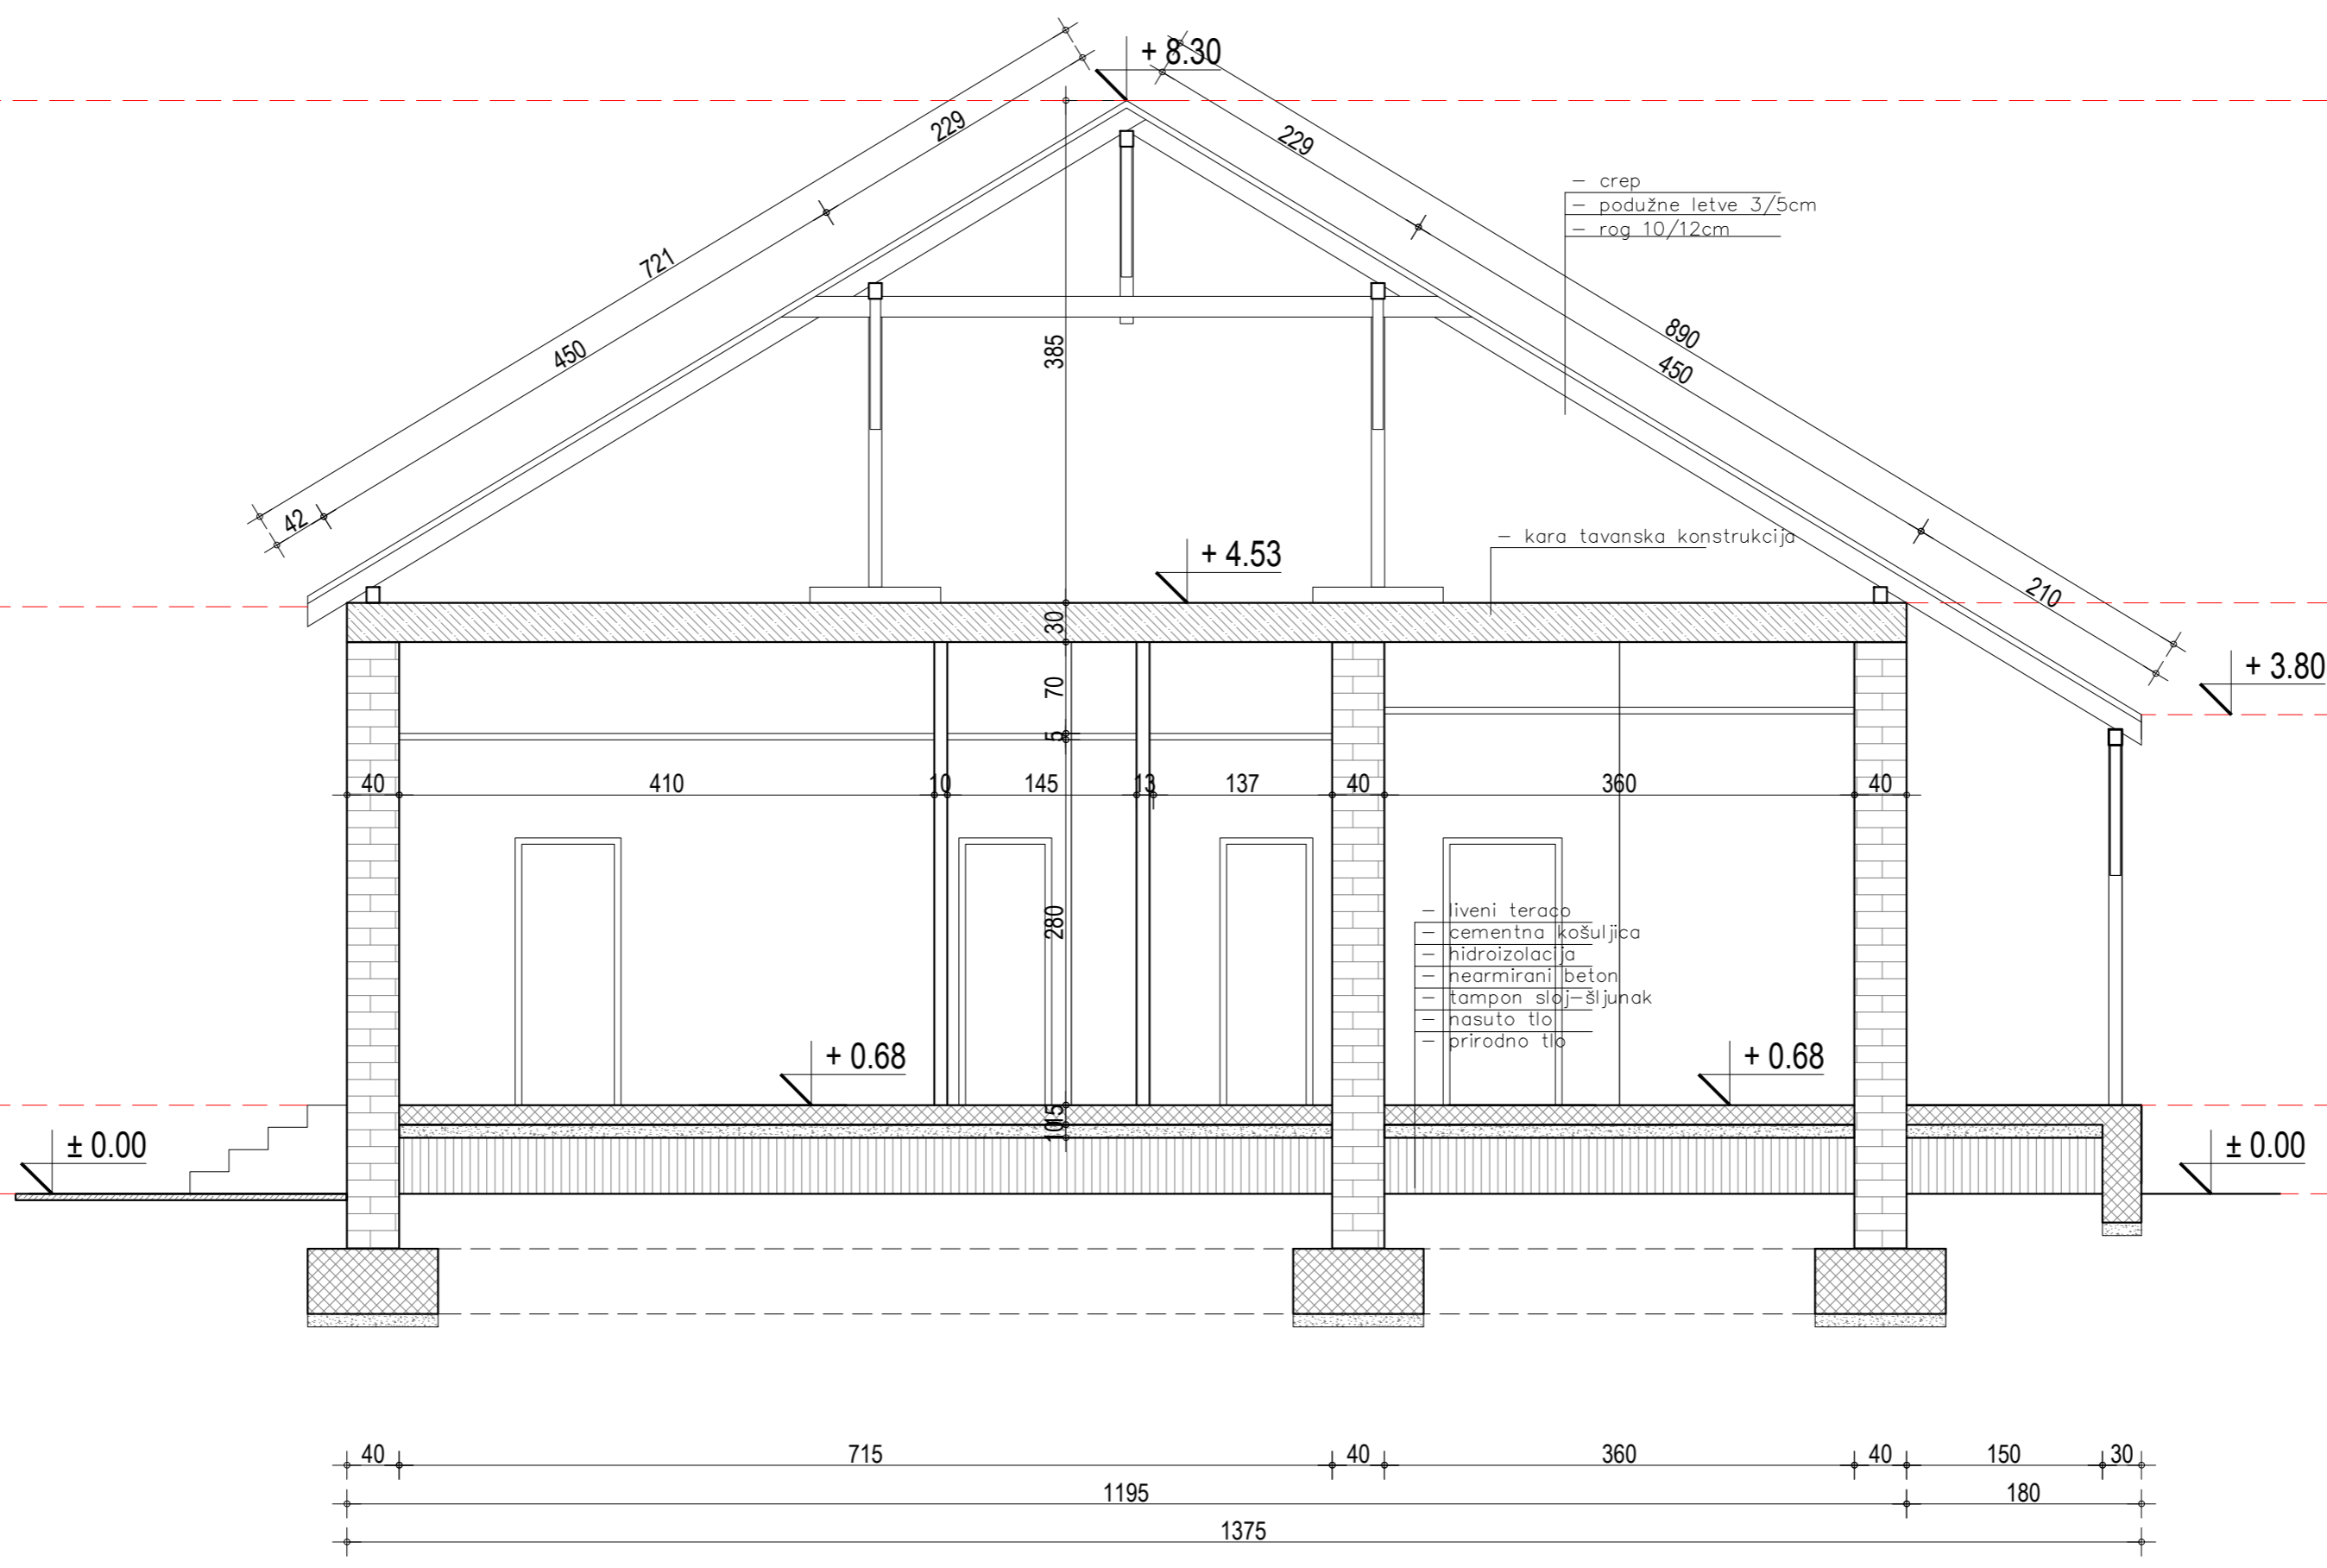 + 8.30
229
229
721
450
42
385
890
450
210
– crep
– podužne letve 3/5cm
– rog 10/12cm
– kara tavanska konstrukcija
+ 4.53
30
+ 3.80
70
5
40 410 10 145 13 137 40 360 40
280
– liveni teraco
– cementna košuljica
– hidroizolacija
– nearmirani beton
– tampon sloj–šljunak
– nasuto tlo
– prirodno tlo
+ 0.68
+ 0.68
15
10
± 0.00
± 0.00
40 715 40 360 40 150 30
1195 180
1375